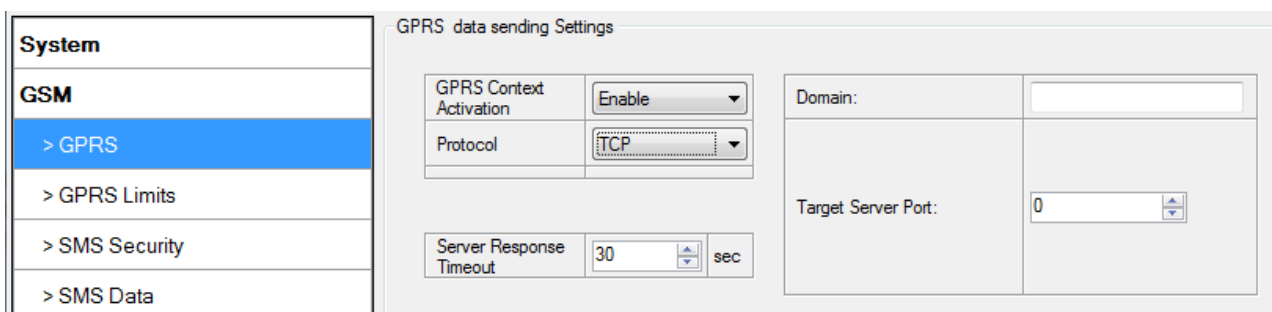 System
GSM
> GPRS
> GPRS Limits
> SMS Security
> SMS Data
GPRS data sending Settings
GPRS Context
Activation
Enable
Protocol
TCP
Server Response
Timeout
30
sec
Domain:
Target Server Port:
0